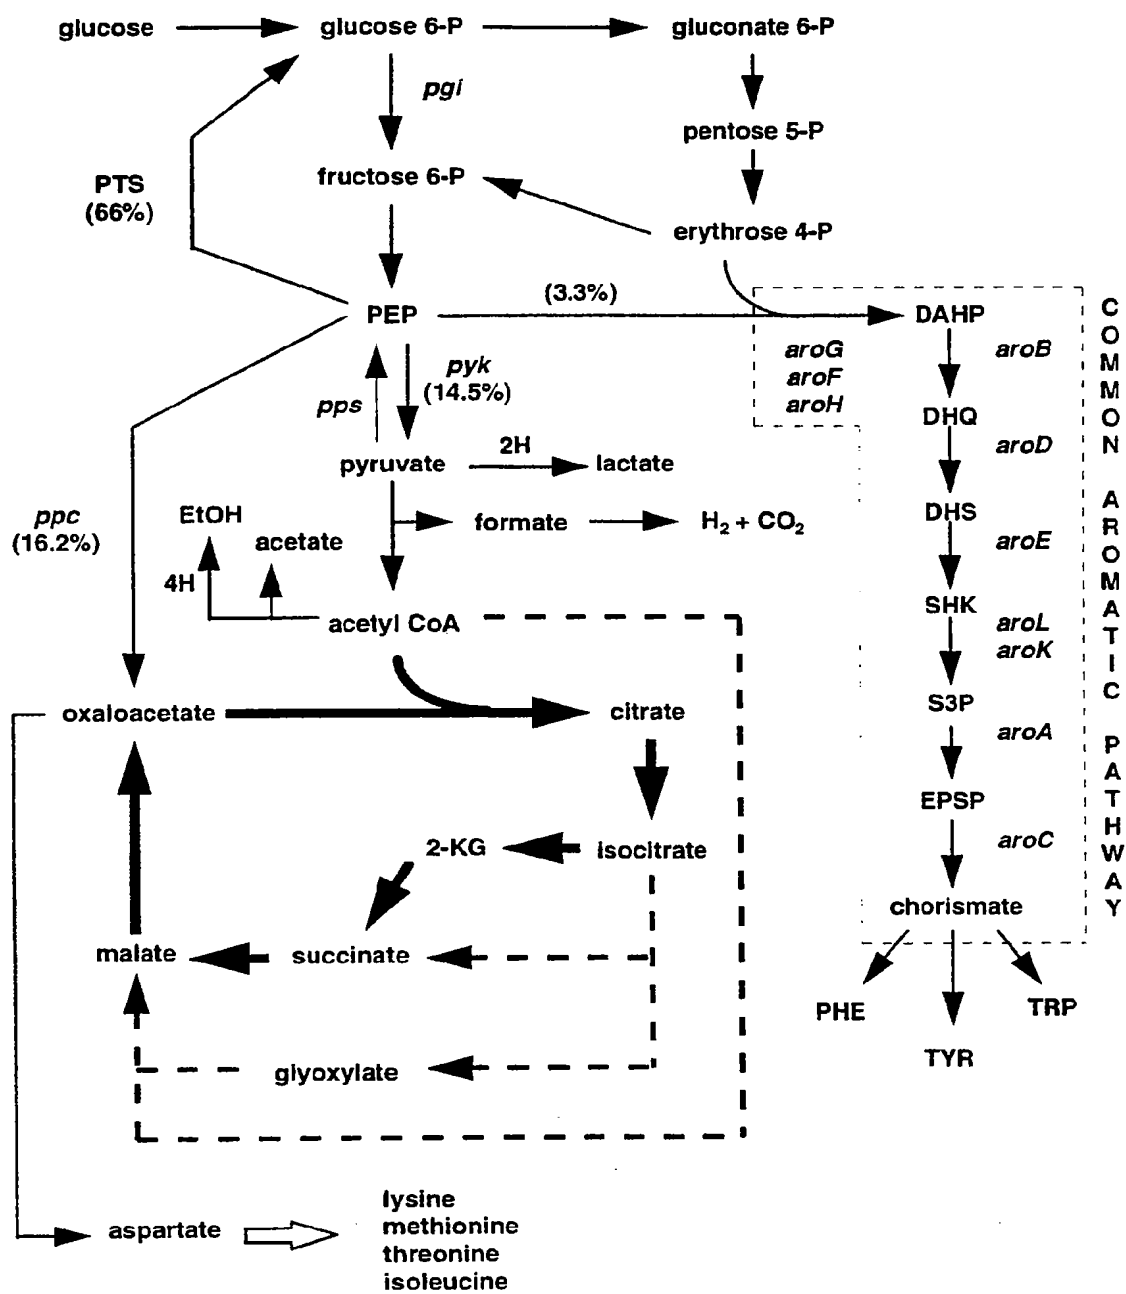 glucose
glucose 6-P
gluconate 6-P
pgi
pentose 5-P
fructose 6-P
PTS
(66%)
erythrose 4-P
(3.3%)
PEP
DAHP
aroG
aroF
aroH
aroB
pyk
(14.5%)
pps
DHQ
aroD
pyruvate
2H
lactate
ppc
(16.2%)
EtOH
acetate
4H
formate
H₂ + CO₂
DHS
aroE
acetyl CoA
SHK
aroL
aroK
oxaloacetate
citrate
S3P
aroA
EPSP
2-KG
isocitrate
aroC
chorismate
malate
succinate
PHE
TRP
TYR
glyoxylate
COMMON AROMATIC PATHWAY
aspartate
lysine
methionine
threonine
isoleucine